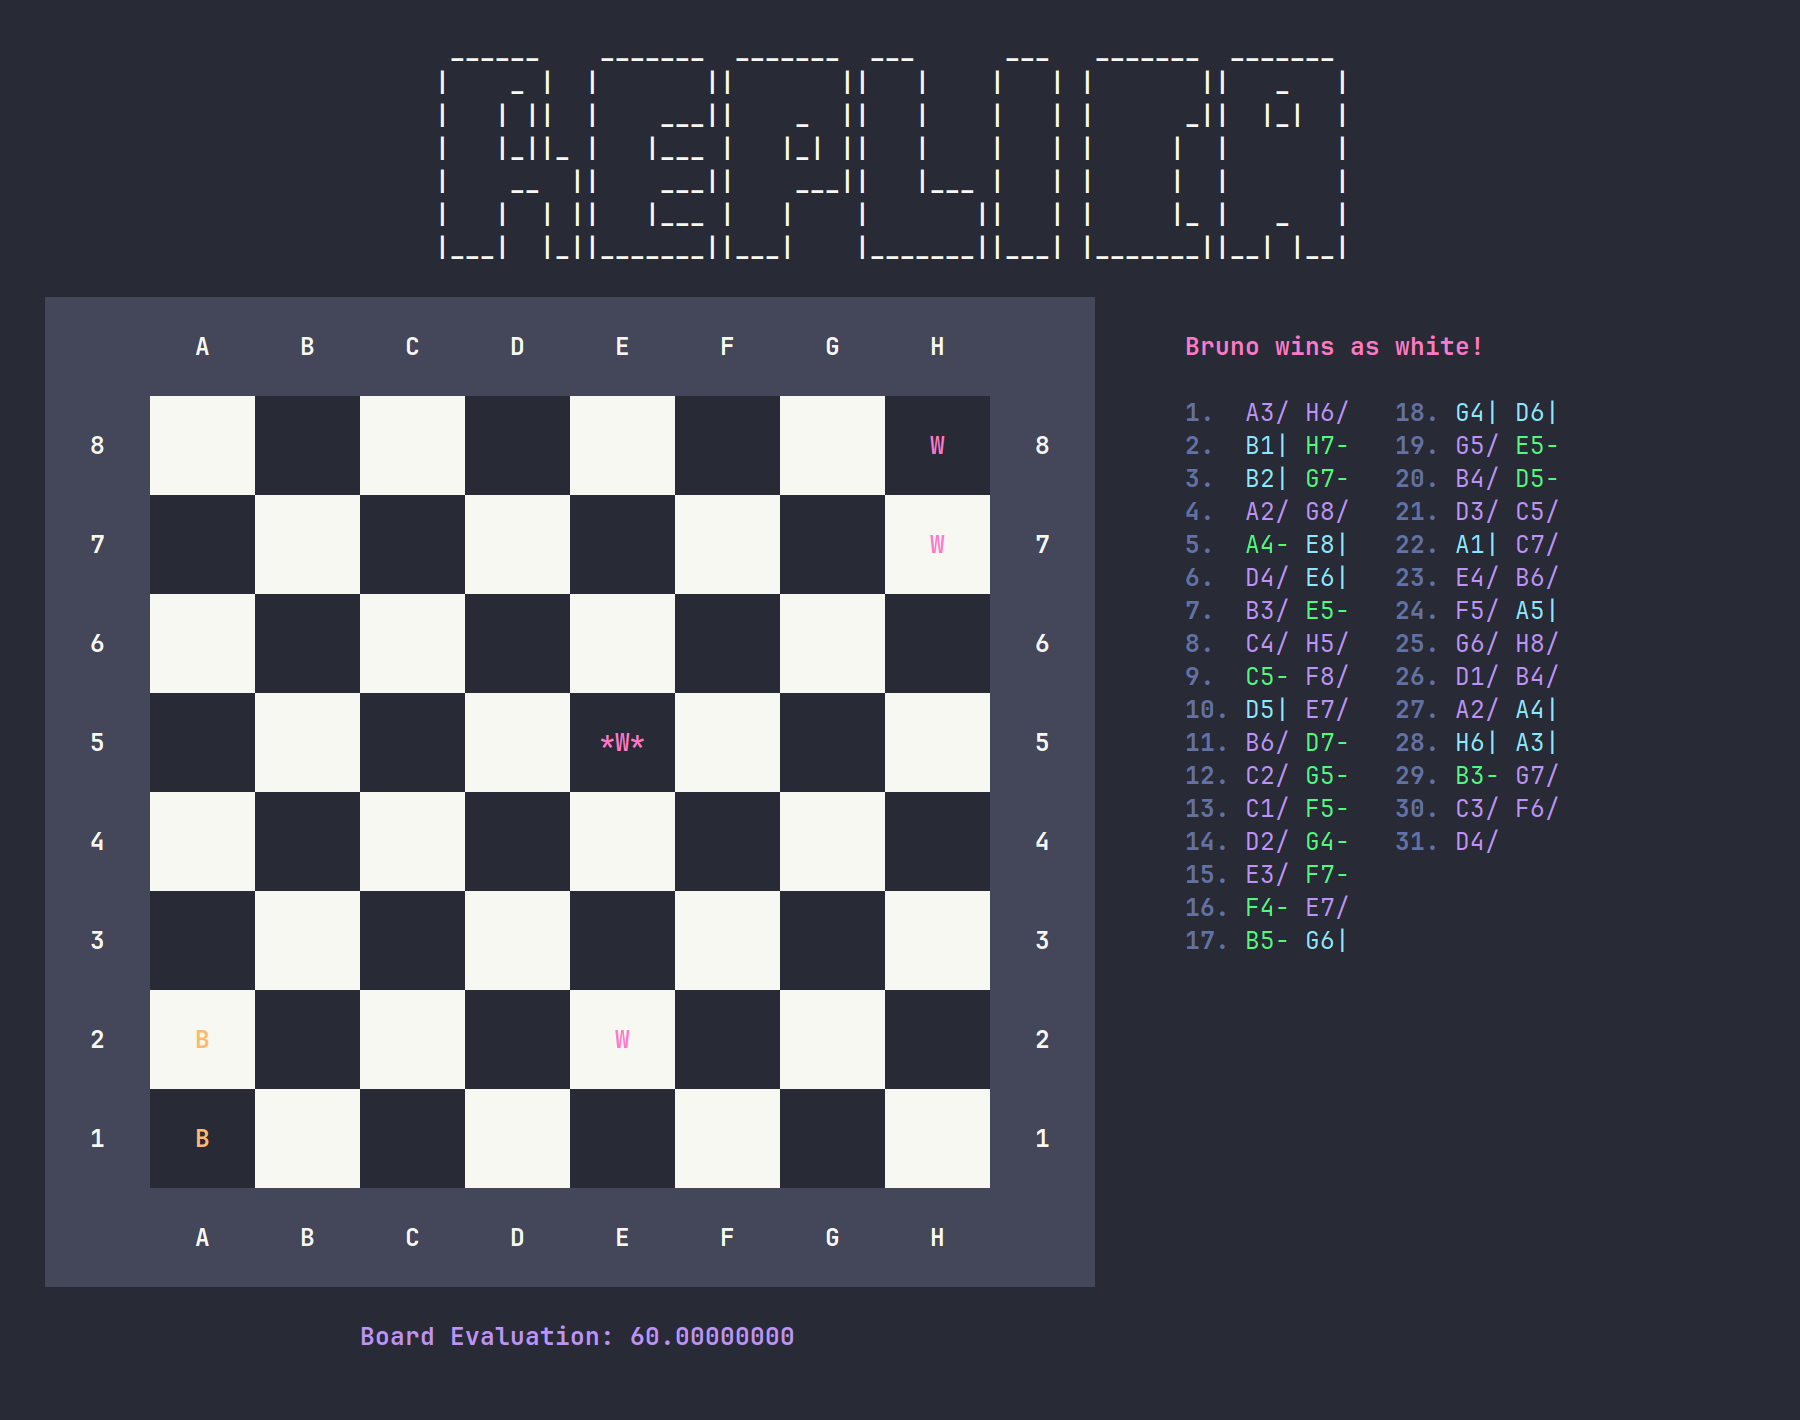 REPLICA
A B C D E F G H
8 W 8
7 W 7
6 6
5 *W* 5
4 4
3 3
2 B W 2
1 B 1
A B C D E F G H
Board Evaluation: 60.00000000
Bruno wins as white!
1. A3/ H6/ 18. G4| D6|
2. B1| H7- 19. G5/ E5-
3. B2| G7- 20. B4/ D5-
4. A2/ G8/ 21. D3/ C5/
5. A4- E8| 22. A1| C7/
6. D4/ E6| 23. E4/ B6/
7. B3/ E5- 24. F5/ A5|
8. C4/ H5/ 25. G6/ H8/
9. C5- F8/ 26. D1/ B4/
10. D5| E7/ 27. A2/ A4|
11. B6/ D7- 28. H6| A3|
12. C2/ G5- 29. B3- G7/
13. C1/ F5- 30. C3/ F6/
14. D2/ G4- 31. D4/
15. E3/ F7-
16. F4- E7/
17. B5- G6|